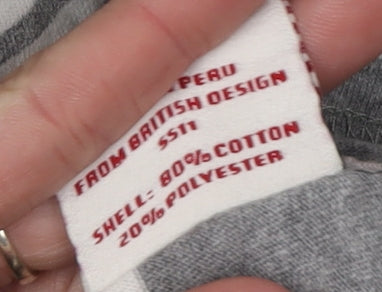 PERU
FROM BRITISH DESIGN
SS11
SHELL: 80% COTTON
20% POLYESTER